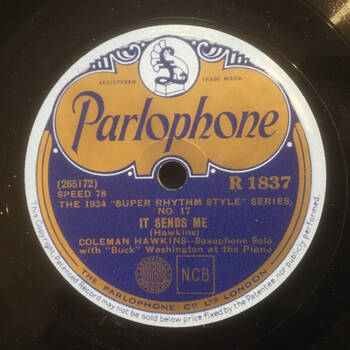 £
REGISTERED TRADE MARK
Parlophone
(265172)
SPEED 78
R 1837
THE 1934 "SUPER RHYTHM STYLE" SERIES,
NO. 17
IT SENDS ME
(Hawkins)
COLEMAN HAWKINS—Saxophone Solo
with "Buck" Washington at the Piano
N.C.B.
THE PARLOPHONE CO LTD LONDON
This Copyright Patented Record may not be sold below price fixed by the Patentee, nor publicly performed.